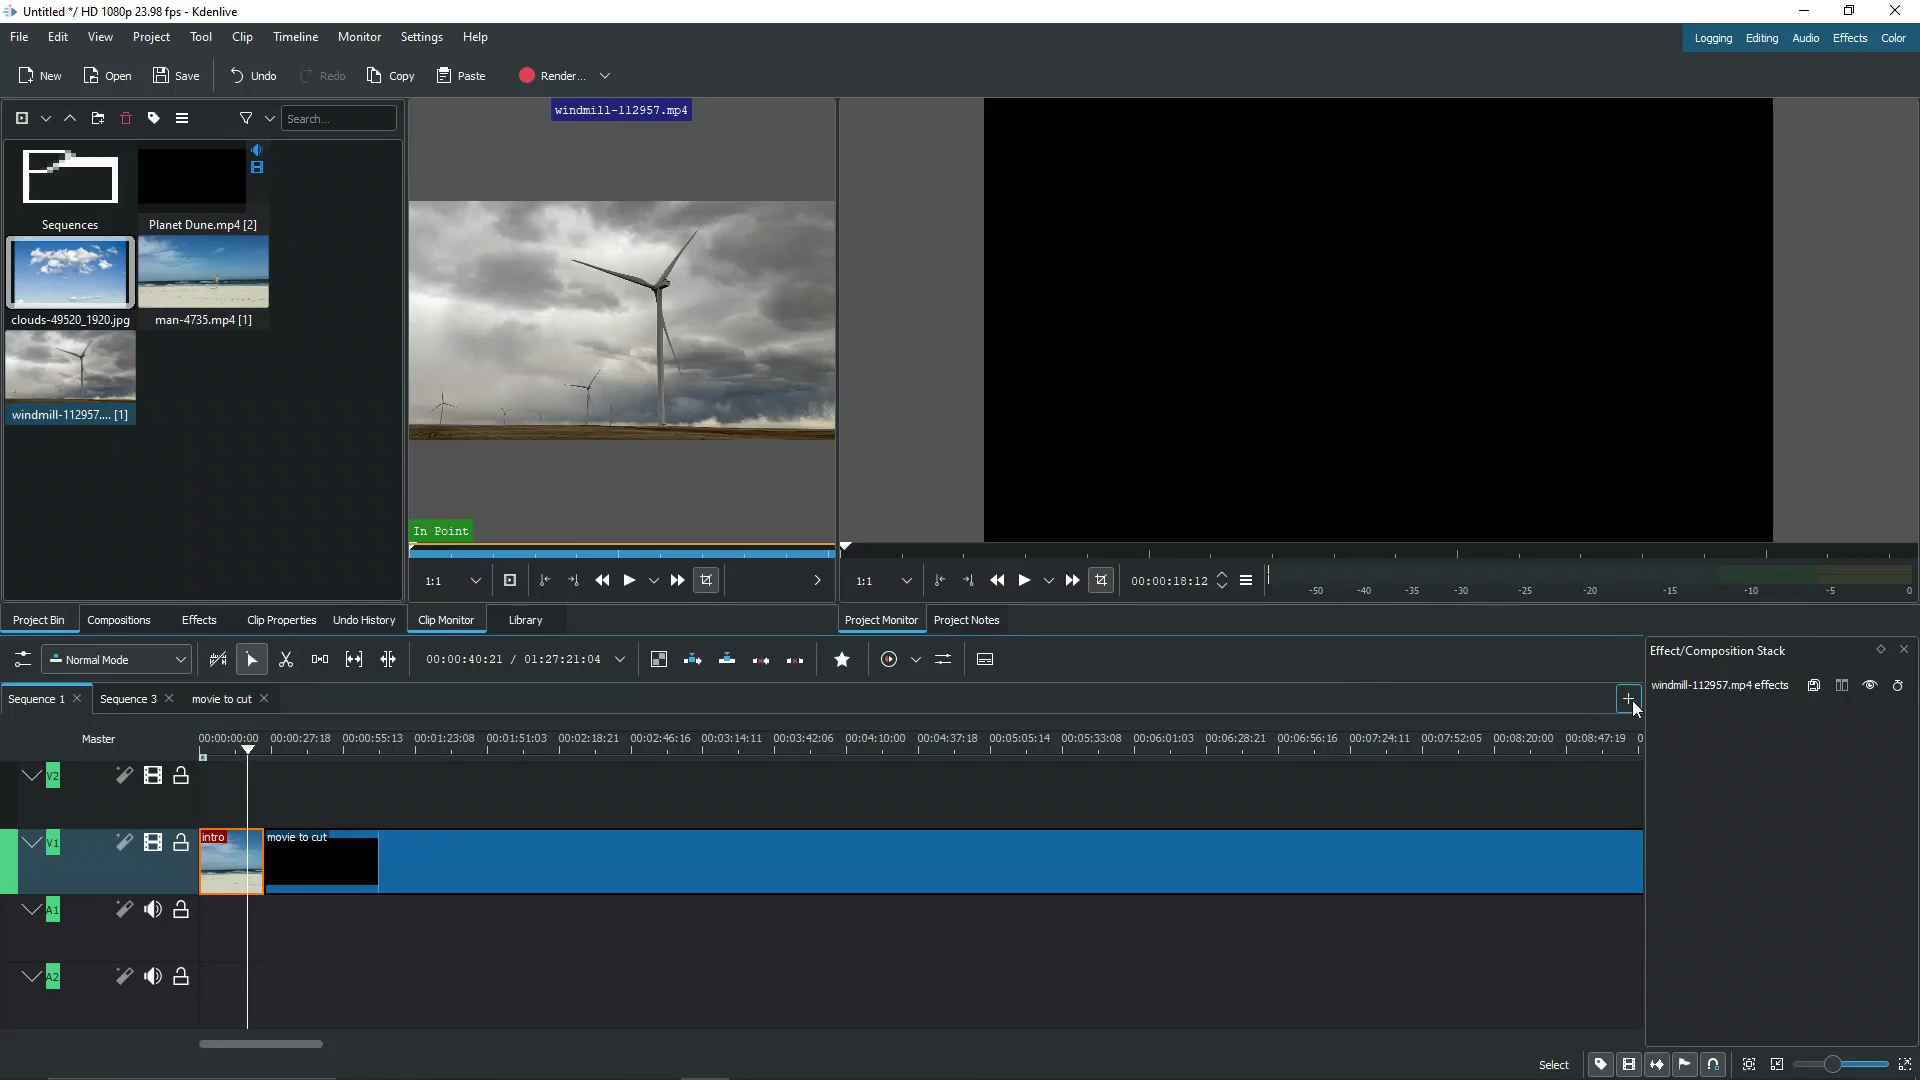 Untitled */ HD 1080p 23.98 fps - Kdenlive
File Edit View Project Tool Clip Timeline Monitor Settings Help
Logging Editing Audio Effects Color
New Open Save Undo Redo Copy Paste Render...
Search...
windmill-112957.mp4
Sequences Planet Dune.mp4 [2]
clouds-49520_1920.jpg man-4735.mp4 [1]
windmill-112957.... [1]
In Point
1:1
1:1 00:00:18:12
-50 -40 -35 -30 -25 -20 -15 -10 -5 0
Project Bin Compositions Effects Clip Properties Undo History Clip Monitor Library Project Monitor Project Notes
Normal Mode 00:00:40:21 / 01:27:21:04
Effect/Composition Stack
windmill-112957.mp4 effects
Sequence 1 Sequence 3 movie to cut
Master
00:00:00:00 00:00:27:18 00:00:55:13 00:01:23:08 00:01:51:03 00:02:18:21 00:02:46:16 00:03:14:11 00:03:42:06 00:04:10:00 00:04:37:18 00:05:05:14 00:05:33:08 00:06:01:03 00:06:28:21 00:06:56:16 00:07:24:11 00:07:52:05 00:08:20:00 00:08:47:19 0
V2
V1
intro movie to cut
A1
A2
Select